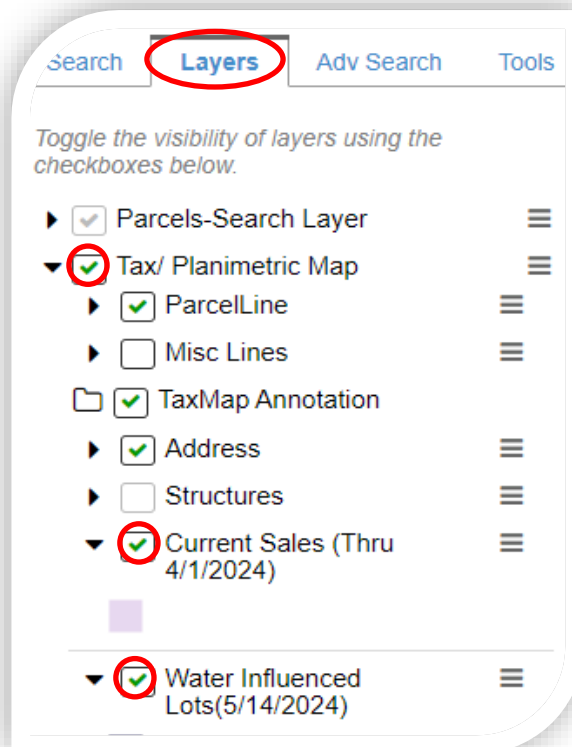 Search Layers Adv Search Tools
Toggle the visibility of layers using the
checkboxes below.
Parcels-Search Layer
Tax/ Planimetric Map
ParcelLine
Misc Lines
TaxMap Annotation
Address
Structures
Current Sales (Thru
4/1/2024)
Water Influenced
Lots(5/14/2024)